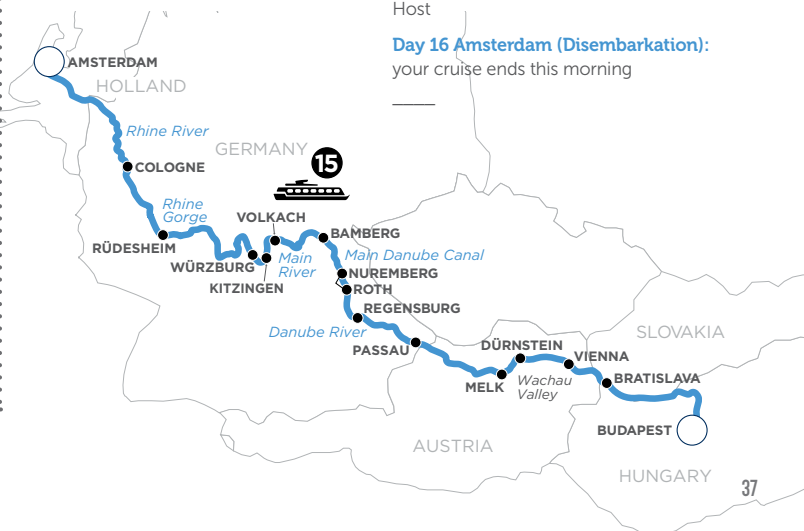 Host
Day 16 Amsterdam (Disembarkation):
your cruise ends this morning
____
AMSTERDAM
HOLLAND
Rhine River
GERMANY
15
COLOGNE
Rhine
Gorge
VOLKACH
BAMBERG
RÜDESHEIM
WÜRZBURG
Main
River
Main Danube Canal
NUREMBERG
KITZINGEN
ROTH
REGENSBURG
Danube River
PASSAU
SLOVAKIA
DÜRNSTEIN
VIENNA
MELK
Wachau
Valley
BRATISLAVA
BUDAPEST
AUSTRIA
HUNGARY
37